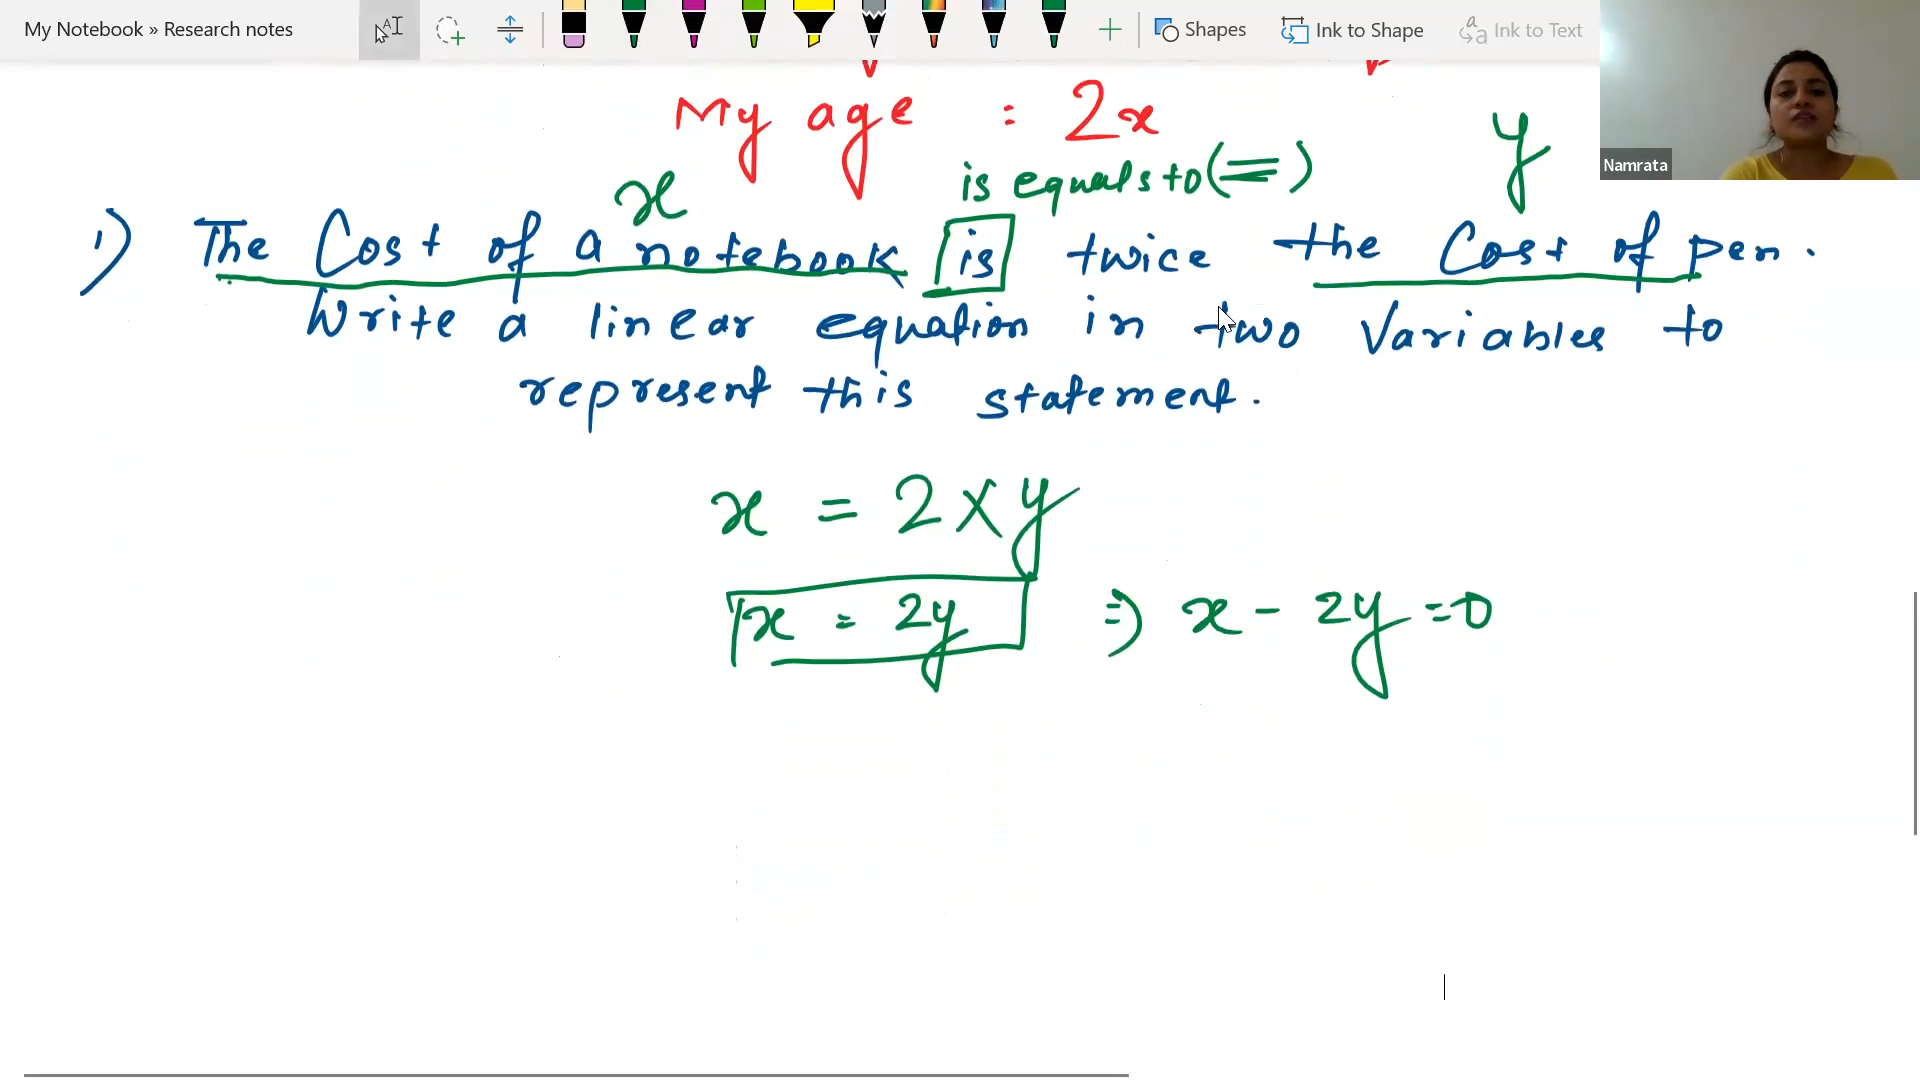 My Notebook » Research notes
Shapes
Ink to Shape
Ink to Text
Namrata
My age : 2x
x is equals to (=) y
1) The Cost of a notebook is twice the Cost of pen.
Write a linear equation in two Variables to
represent this statement.
x = 2 × y
x = 2y ⇒ x - 2y = 0